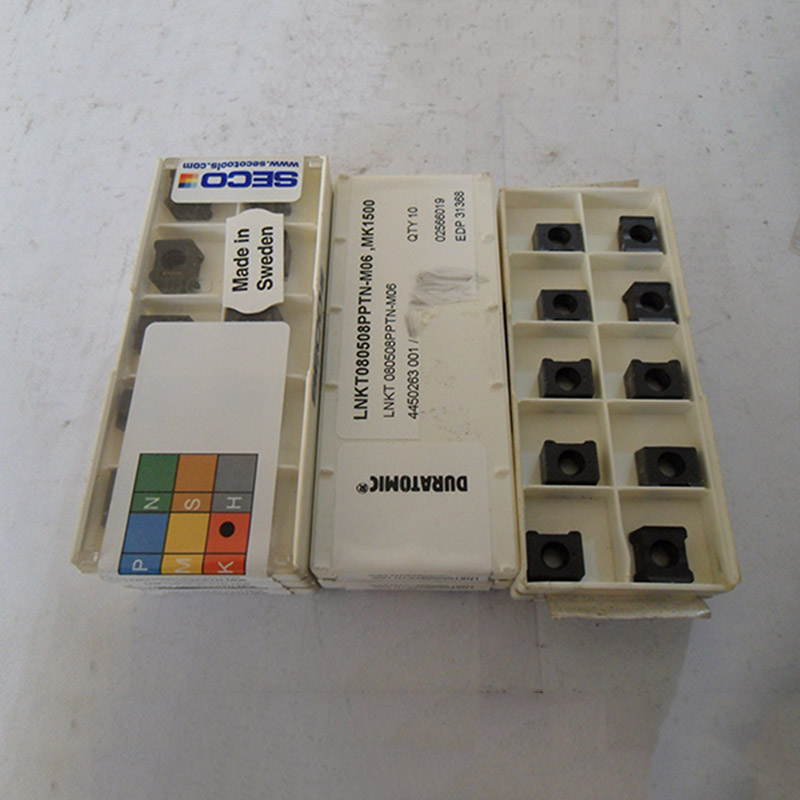 SECO
www.secotools.com
Made in
Sweden
N
S
H
P
M
K
LNKT080508PPTN-M06 ,MK1500
LNKT 080508PPTN-M06
4450263 001 /
QTY 10
02566019
EDP 31368
DURATOMIC®